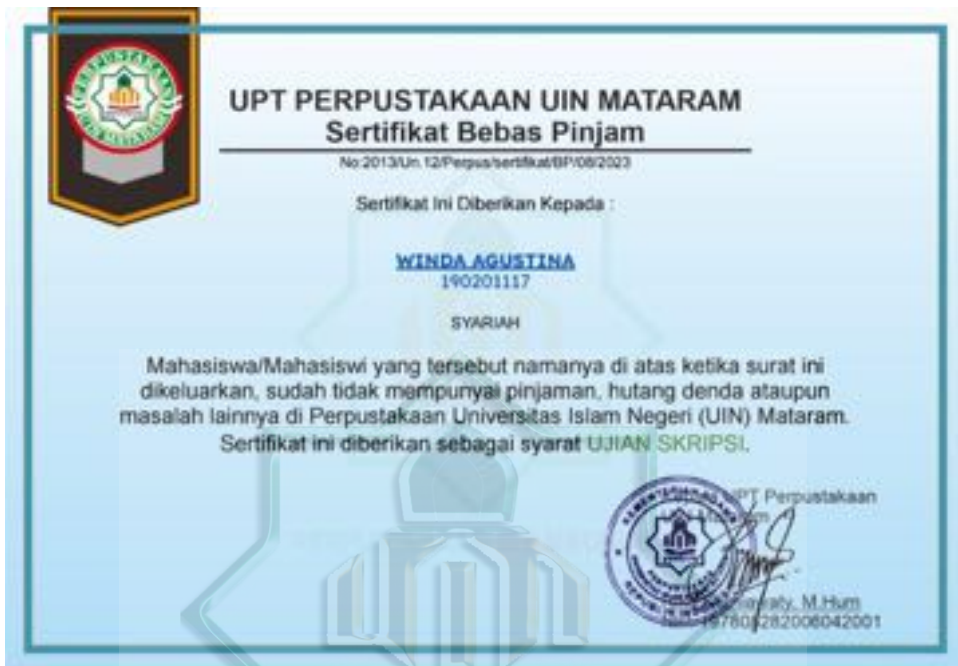 UPT PERPUSTAKAAN UIN MATARAM
Sertifikat Bebas Pinjam
No:2013/Un.12/Perpus/sertifikat/BP/08/2023
Sertifikat Ini Diberikan Kepada :
WINDA AGUSTINA
190201117
SYARIAH
Mahasiswa/Mahasiswi yang tersebut namanya di atas ketika surat ini
dikeluarkan, sudah tidak mempunyai pinjaman, hutang denda ataupun
masalah lainnya di Perpustakaan Universitas Islam Negeri (UIN) Mataram.
Sertifikat ini diberikan sebagai syarat UJIAN SKRIPSI.
UPT Perpustakaan
M.Hum